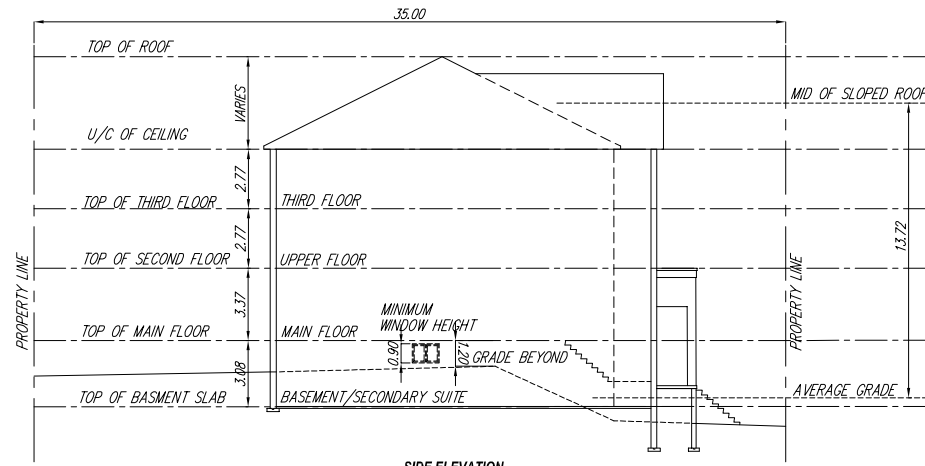 35.00
TOP OF ROOF
MID OF SLOPED ROOF
VARIES
U/C OF CEILING
2.77
TOP OF THIRD FLOOR
THIRD FLOOR
2.77
13.72
TOP OF SECOND FLOOR
UPPER FLOOR
PROPERTY LINE
PROPERTY LINE
3.37
MINIMUM
WINDOW HEIGHT
TOP OF MAIN FLOOR
MAIN FLOOR
0.90
1.20
GRADE BEYOND
3.08
TOP OF BASMENT SLAB
BASEMENT/SECONDARY SUITE
AVERAGE GRADE
SIDE ELEVATION